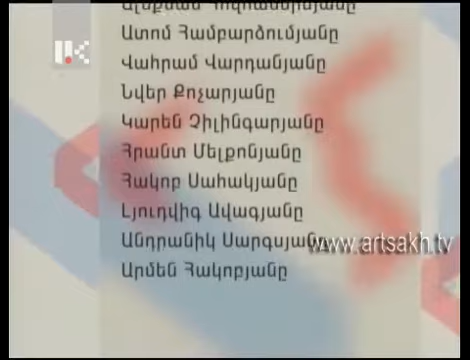 Ատոմ Համբարձումյանը
Վահրամ Վարդանյանը
Նվեր Քոչարյանը
Կարեն Չիլինգարյանը
Հրանտ Մելքոնյանը
Հակոբ Սահակյանը
Լյուդվիգ Ավագյանը
Անդրանիկ Սարգսյանը
www.artsakh.tv
Արմեն Հակոբյանը